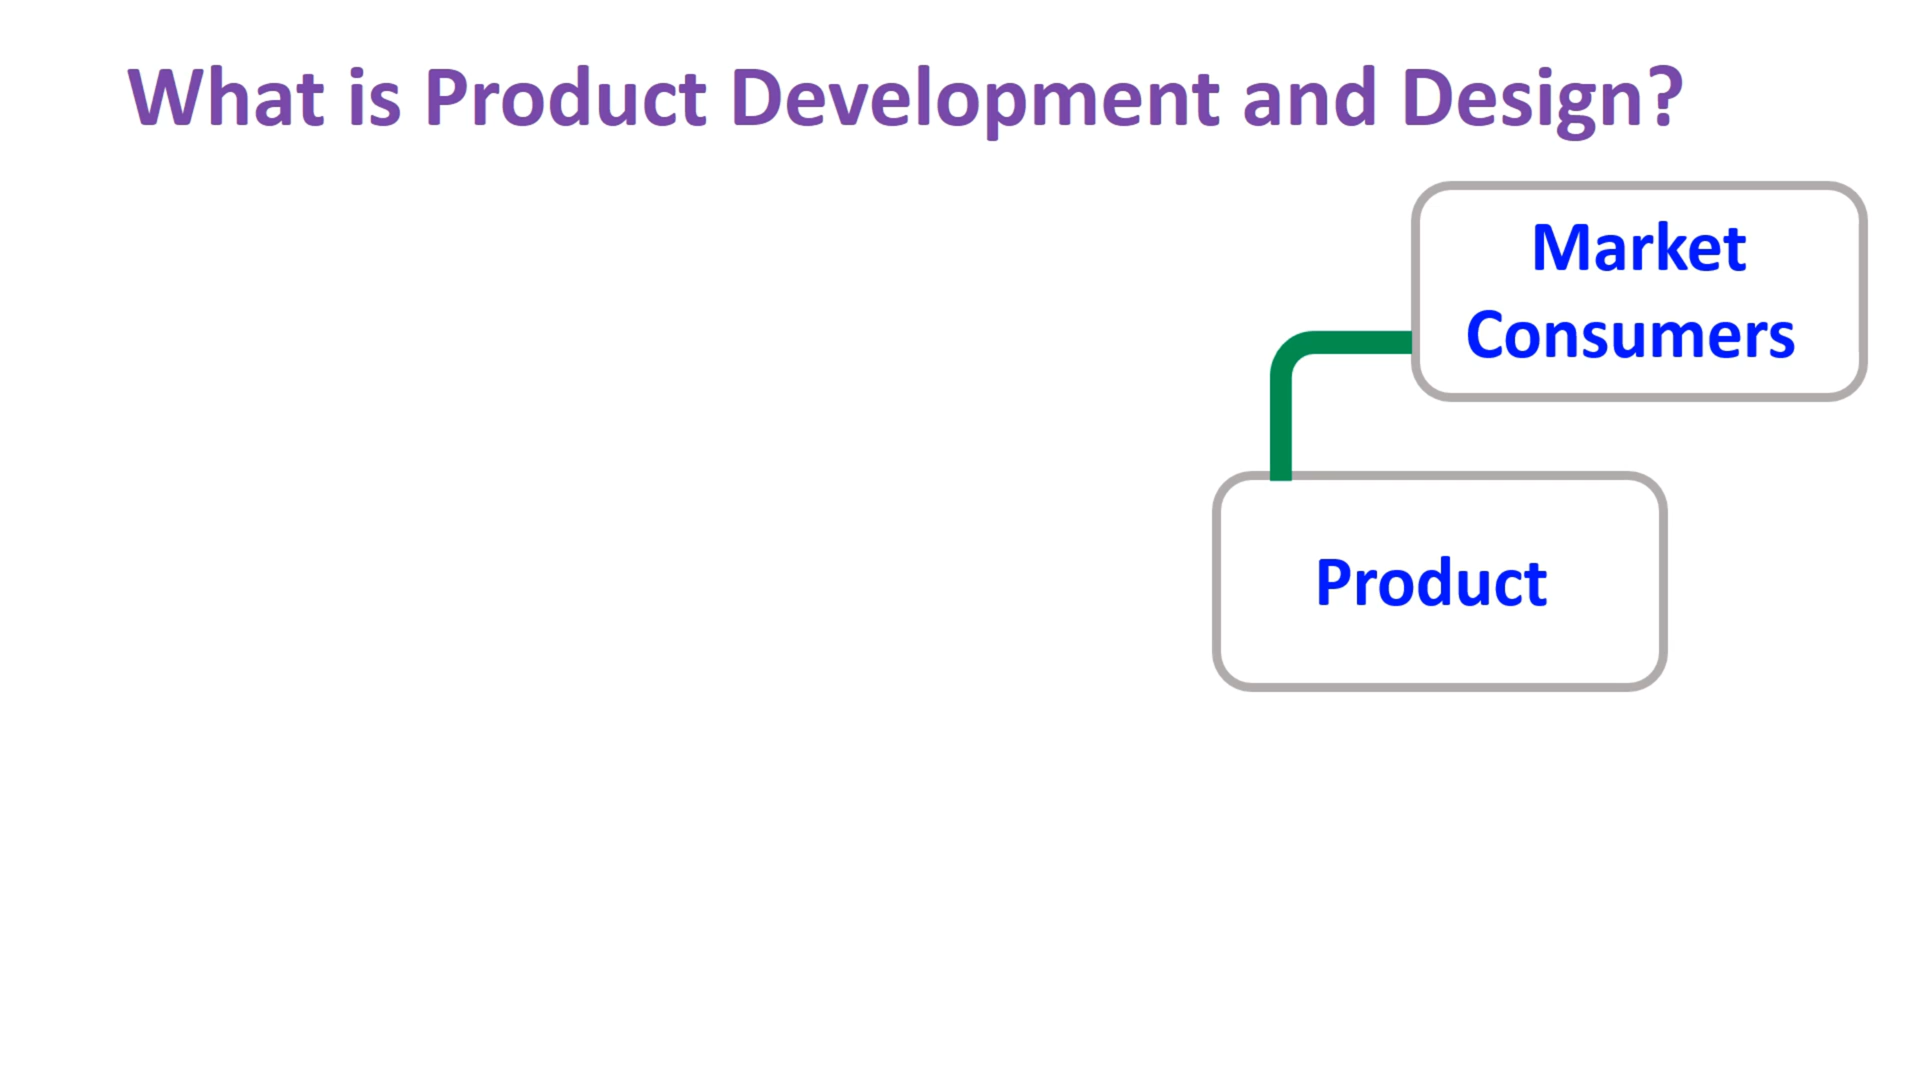 What is Product Development and Design?
Market
Consumers
Product